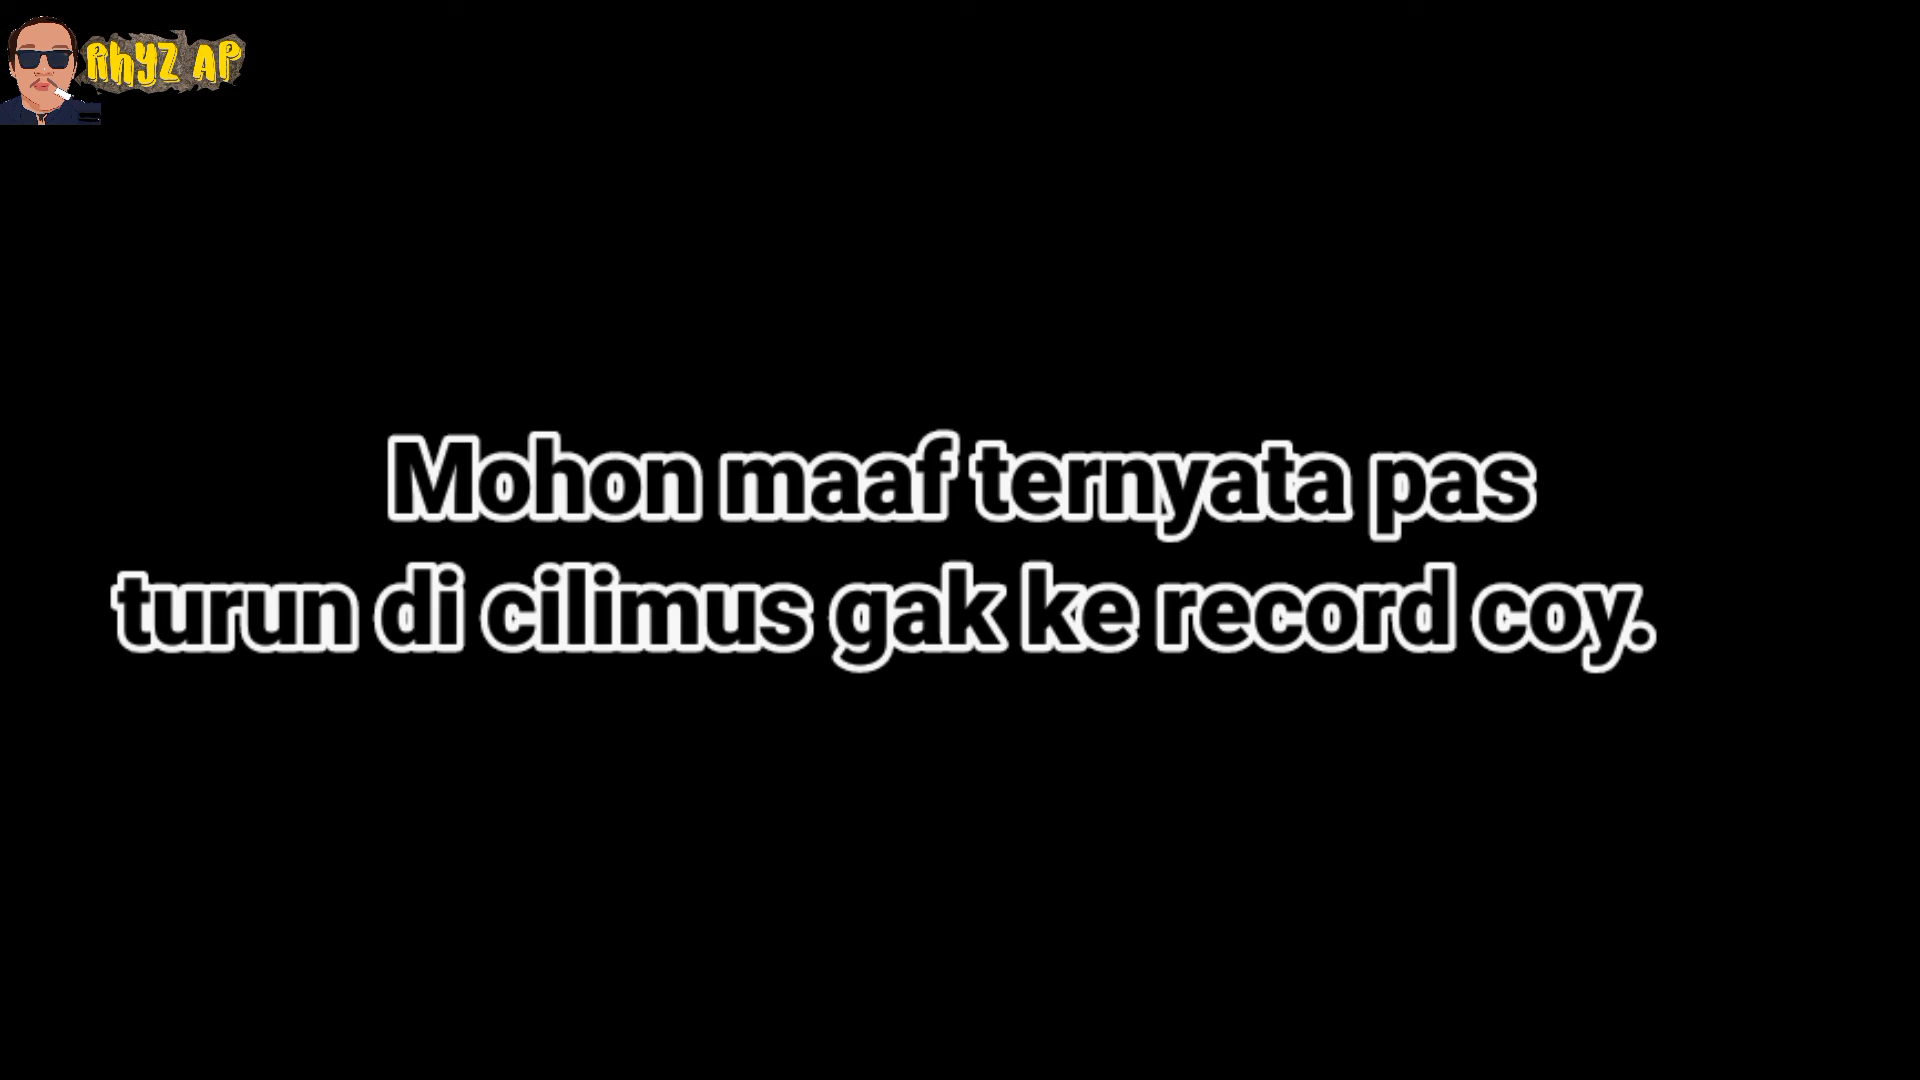 Rhyz AP
Mohon maaf ternyata pas
turun di cilimus gak ke record coy.